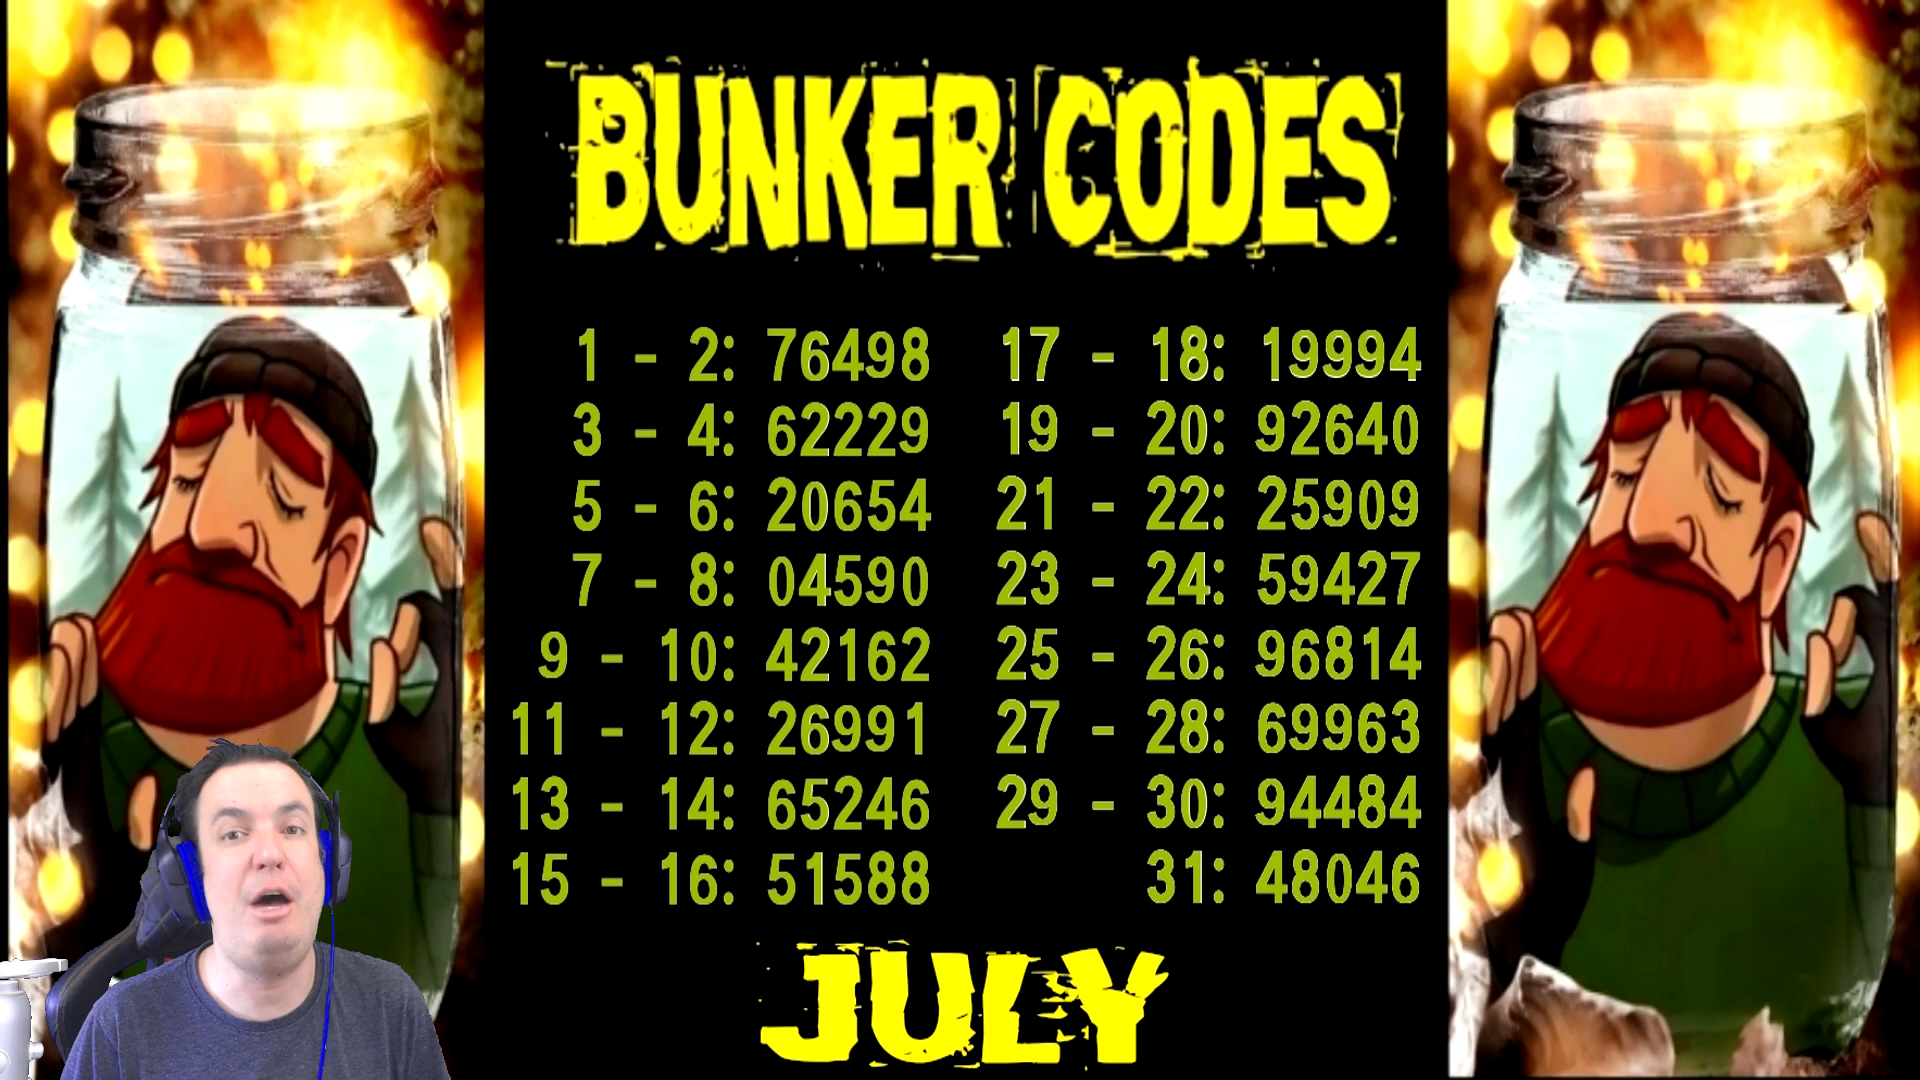 BUNKER CODES
1 - 2: 76498
3 - 4: 62229
5 - 6: 20654
7 - 8: 04590
9 - 10: 42162
11 - 12: 26991
13 - 14: 65246
15 - 16: 51588
17 - 18: 19994
19 - 20: 92640
21 - 22: 25909
23 - 24: 59427
25 - 26: 96814
27 - 28: 69963
29 - 30: 94484
31: 48046
JULY